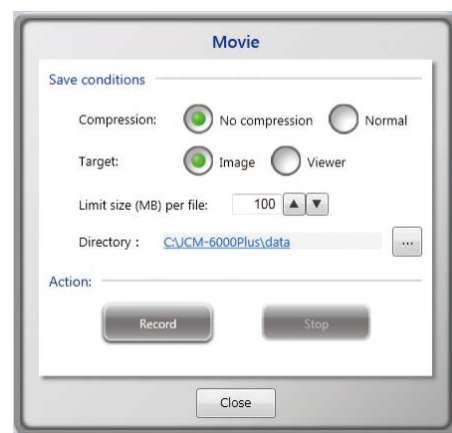 Movie
Save conditions
Compression: No compression Normal
Target: Image Viewer
Limit size (MB) per file: 100
Directory : C:\JCM-6000Plus\data ...
Action:
Record Stop
Close